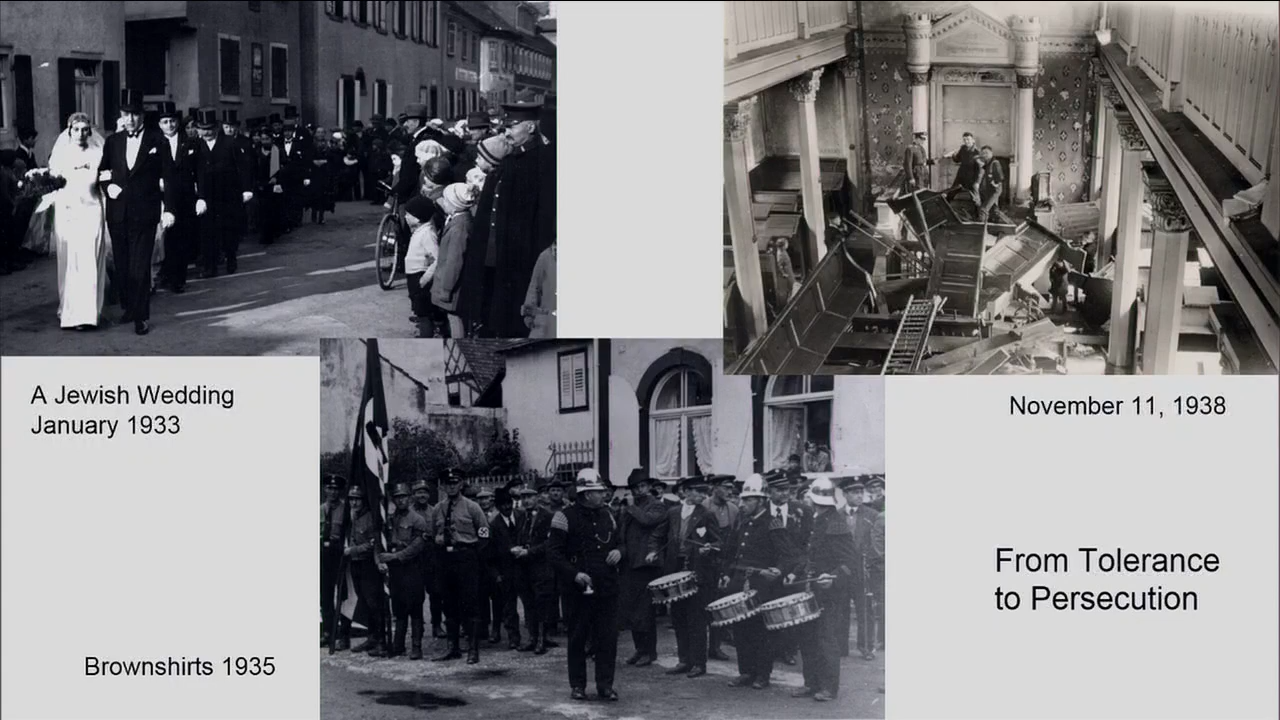 A Jewish Wedding
January 1933
November 11, 1938
From Tolerance
to Persecution
Brownshirts 1935